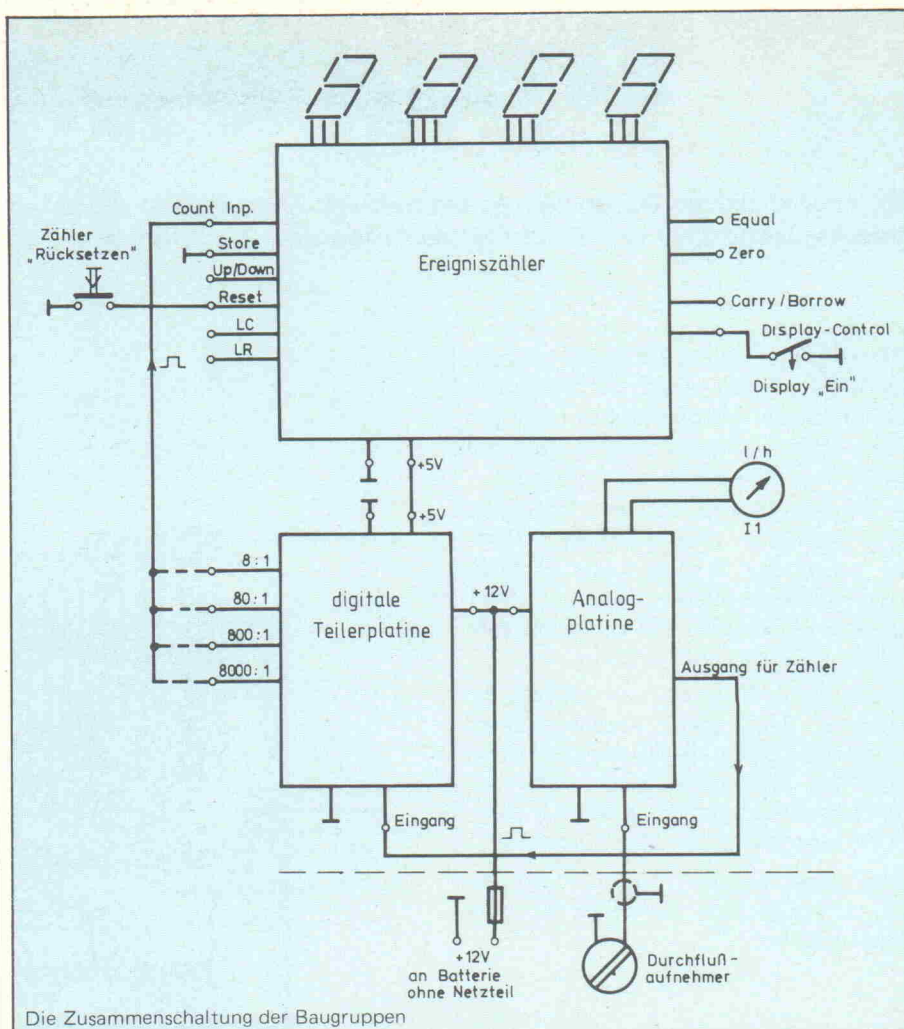 Count Inp.
Zähler
„Rücksetzen"
Store
Up/Down
Reset
LC
LR
Ereigniszähler
Equal
Zero
Carry/Borrow
Display-Control
Display „Ein"
+5V
+5V
l/h
I1
8:1
80:1
800:1
8000:1
digitale
Teilerplatine
+12V
Analog-
platine
Ausgang für Zähler
Eingang
Eingang
+12V
an Batterie
ohne Netzteil
Durchfluß-
aufnehmer
Die Zusammenschaltung der Baugruppen